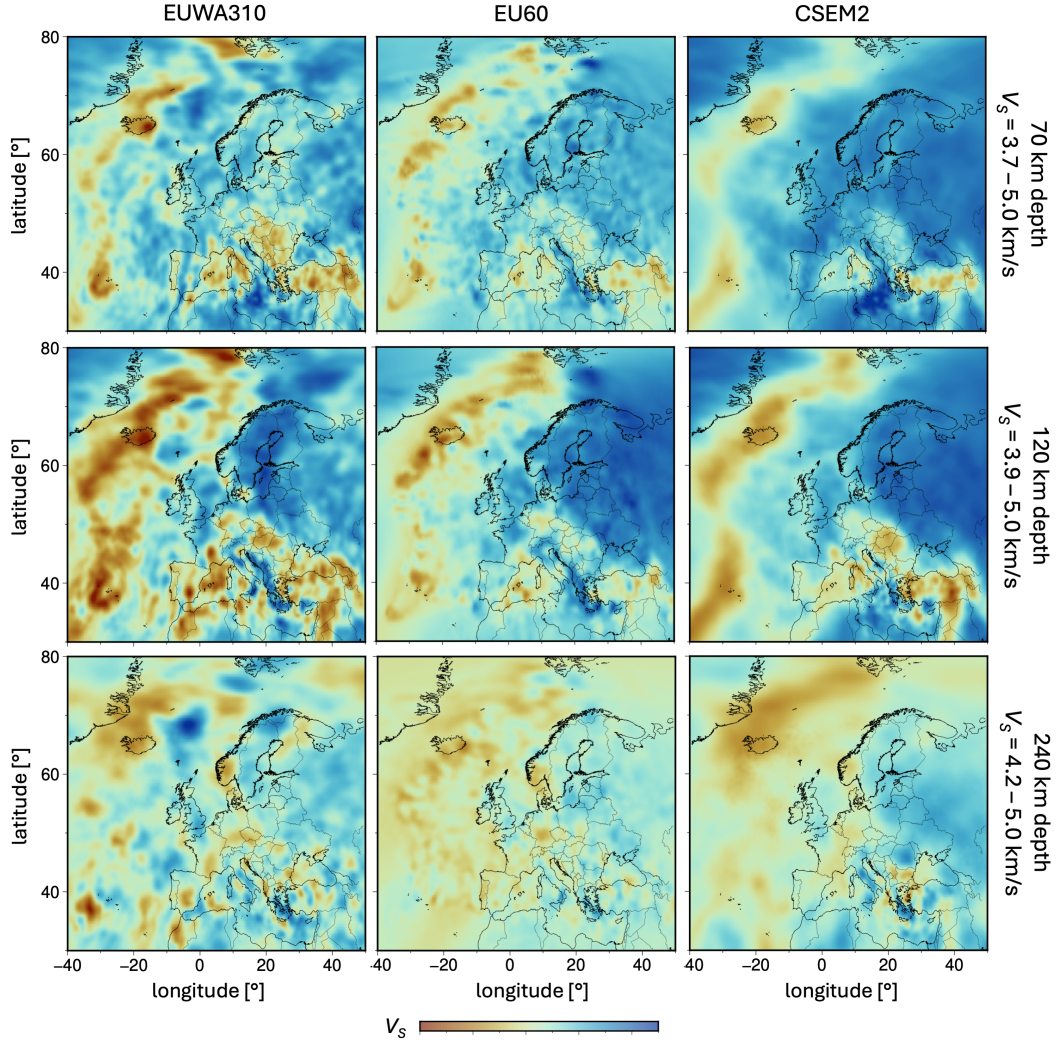 EUWA310 EU60 CSEM2
80
60
40
latitude [°]
70 km depth
V_S = 3.7 – 5.0 km/s
80
60
40
latitude [°]
120 km depth
V_S = 3.9 – 5.0 km/s
80
60
40
latitude [°]
240 km depth
V_S = 4.2 – 5.0 km/s
−40 −20 0 20 40 −40 −20 0 20 40 −40 −20 0 20 40
longitude [°] longitude [°] longitude [°]
V_S